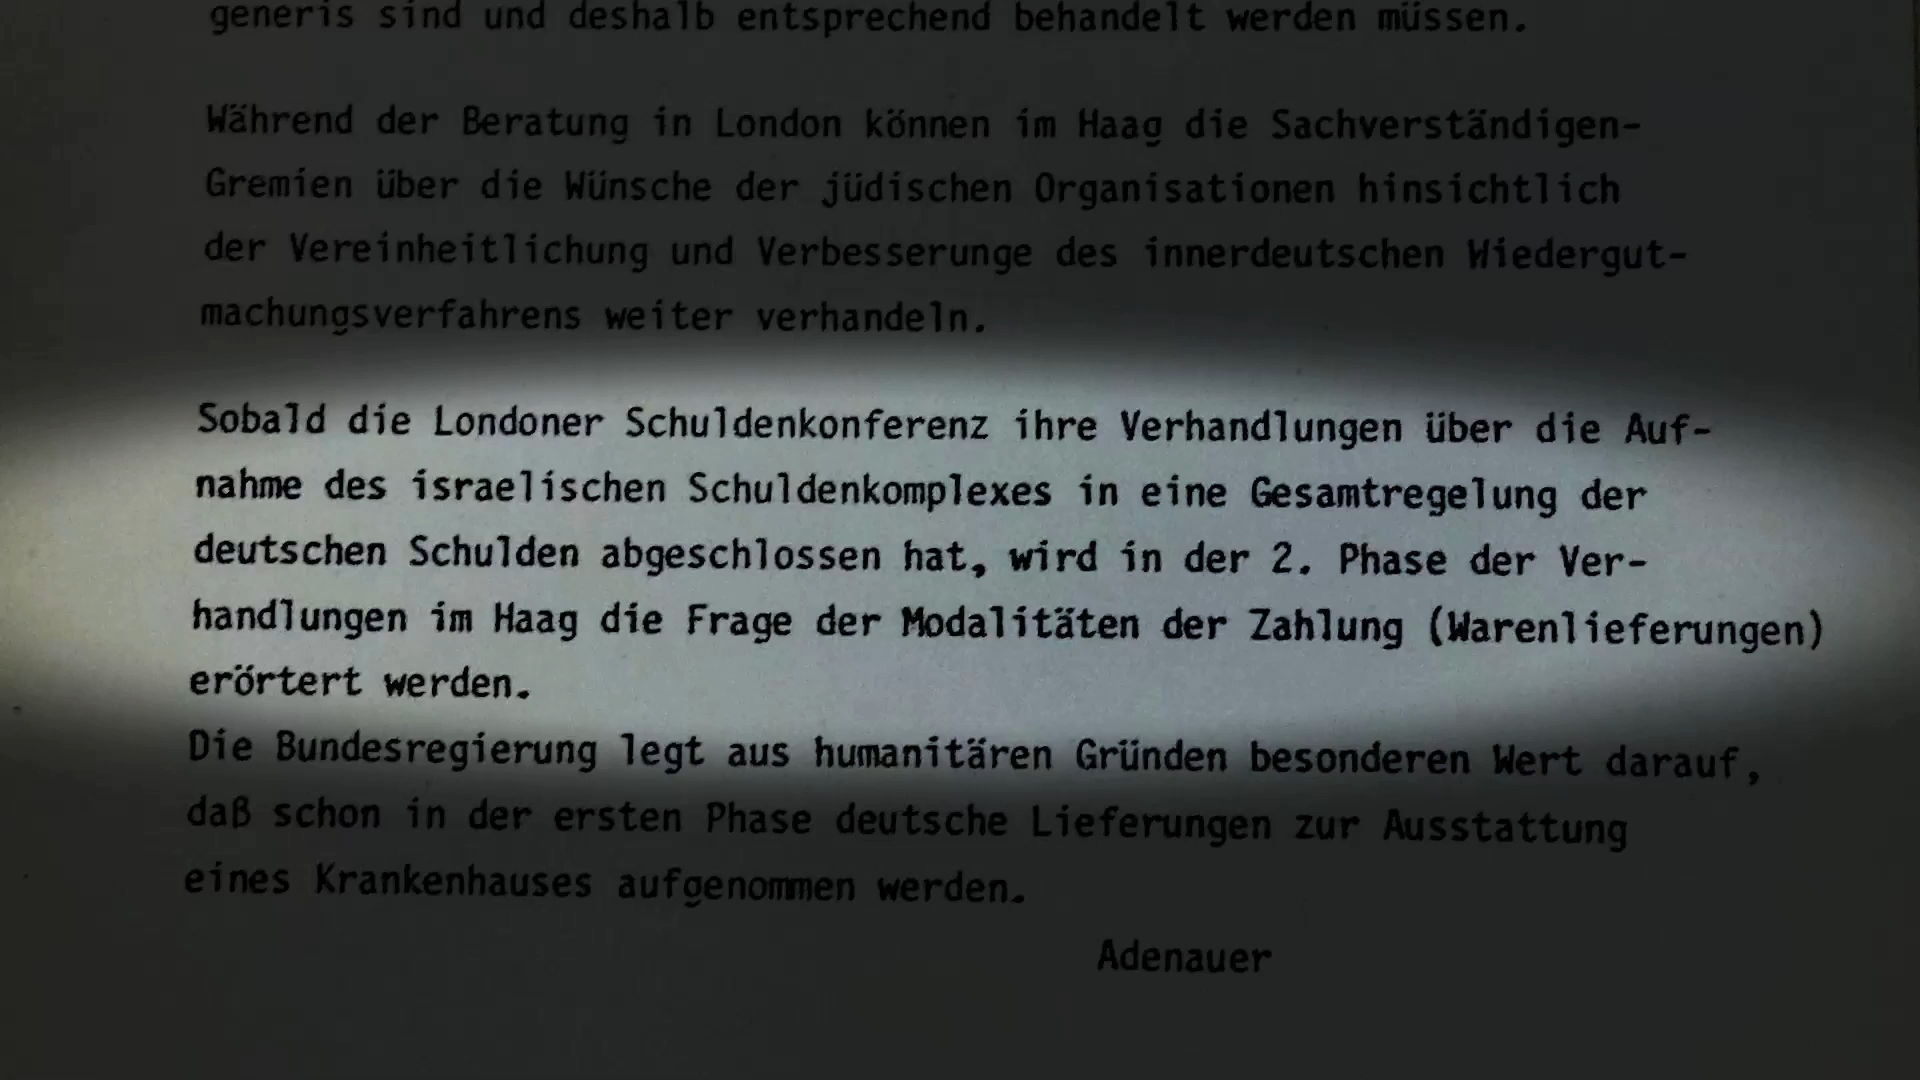 generis sind und deshalb entsprechend behandelt werden müssen.
Während der Beratung in London können im Haag die Sachverständigen-
Gremien über die Wünsche der jüdischen Organisationen hinsichtlich
der Vereinheitlichung und Verbesserunge des innerdeutschen Wiedergut-
machungsverfahrens weiter verhandeln.
Sobald die Londoner Schuldenkonferenz ihre Verhandlungen über die Auf-
nahme des israelischen Schuldenkomplexes in eine Gesamtregelung der
deutschen Schulden abgeschlossen hat, wird in der 2. Phase der Ver-
handlungen im Haag die Frage der Modalitäten der Zahlung (Warenlieferungen)
erörtert werden.
Die Bundesregierung legt aus humanitären Gründen besonderen Wert darauf,
daß schon in der ersten Phase deutsche Lieferungen zur Ausstattung
eines Krankenhauses aufgenommen werden.
Adenauer